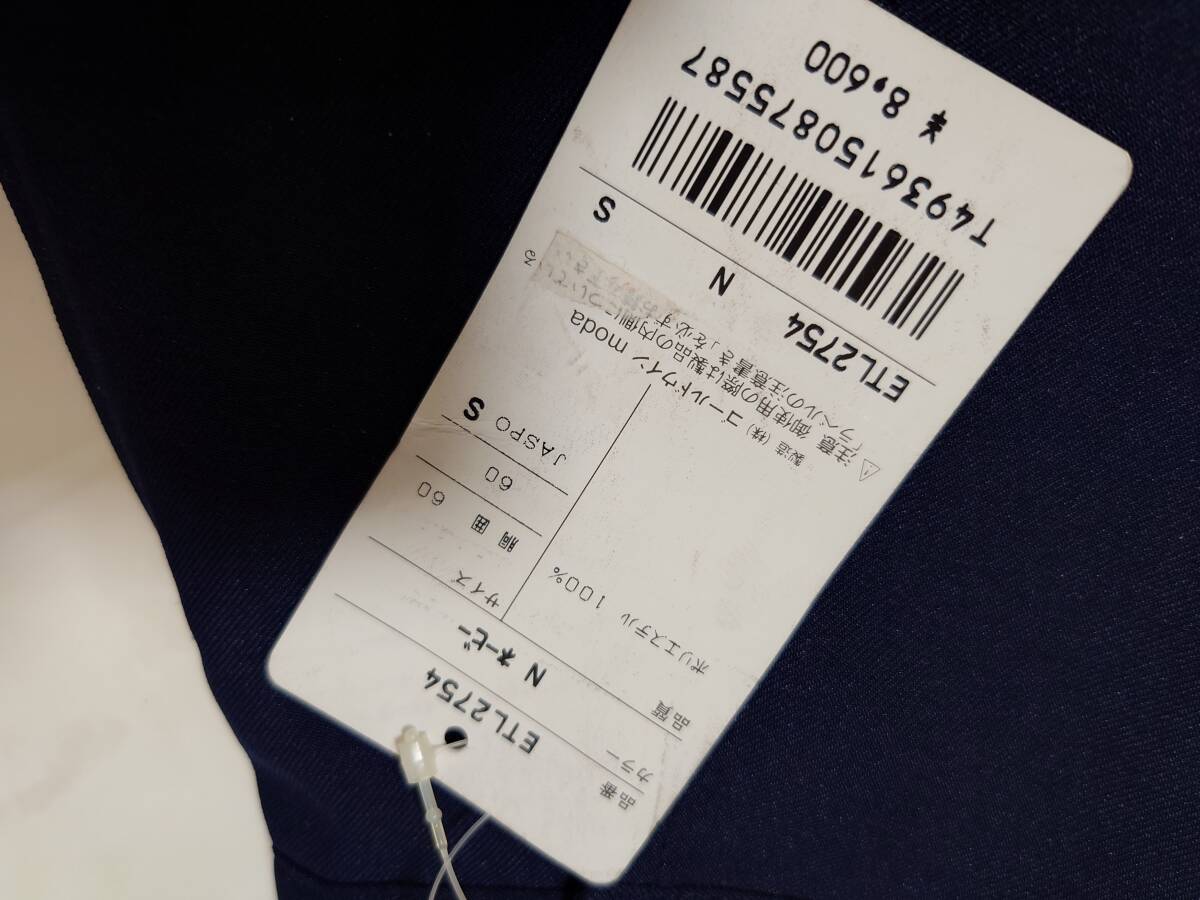 品番 ETL2754
カラー N ネービー
品質 サイズ
ポリエステル 100%
胴囲 60
60
JASPO S
製造 (株) ゴールドウイン moda
注意 御使用の際は製品の内側についている
ラベルの注意書き」を必ずお読み下さい
ETL2754 N S
T4936150875587
¥ 8,600